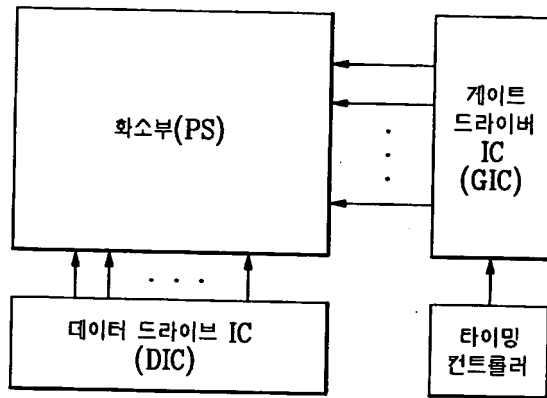 화소부(PS)
게이트
드라이버
IC
(GIC)
데이터 드라이브 IC
(DIC)
타이밍
컨트롤러